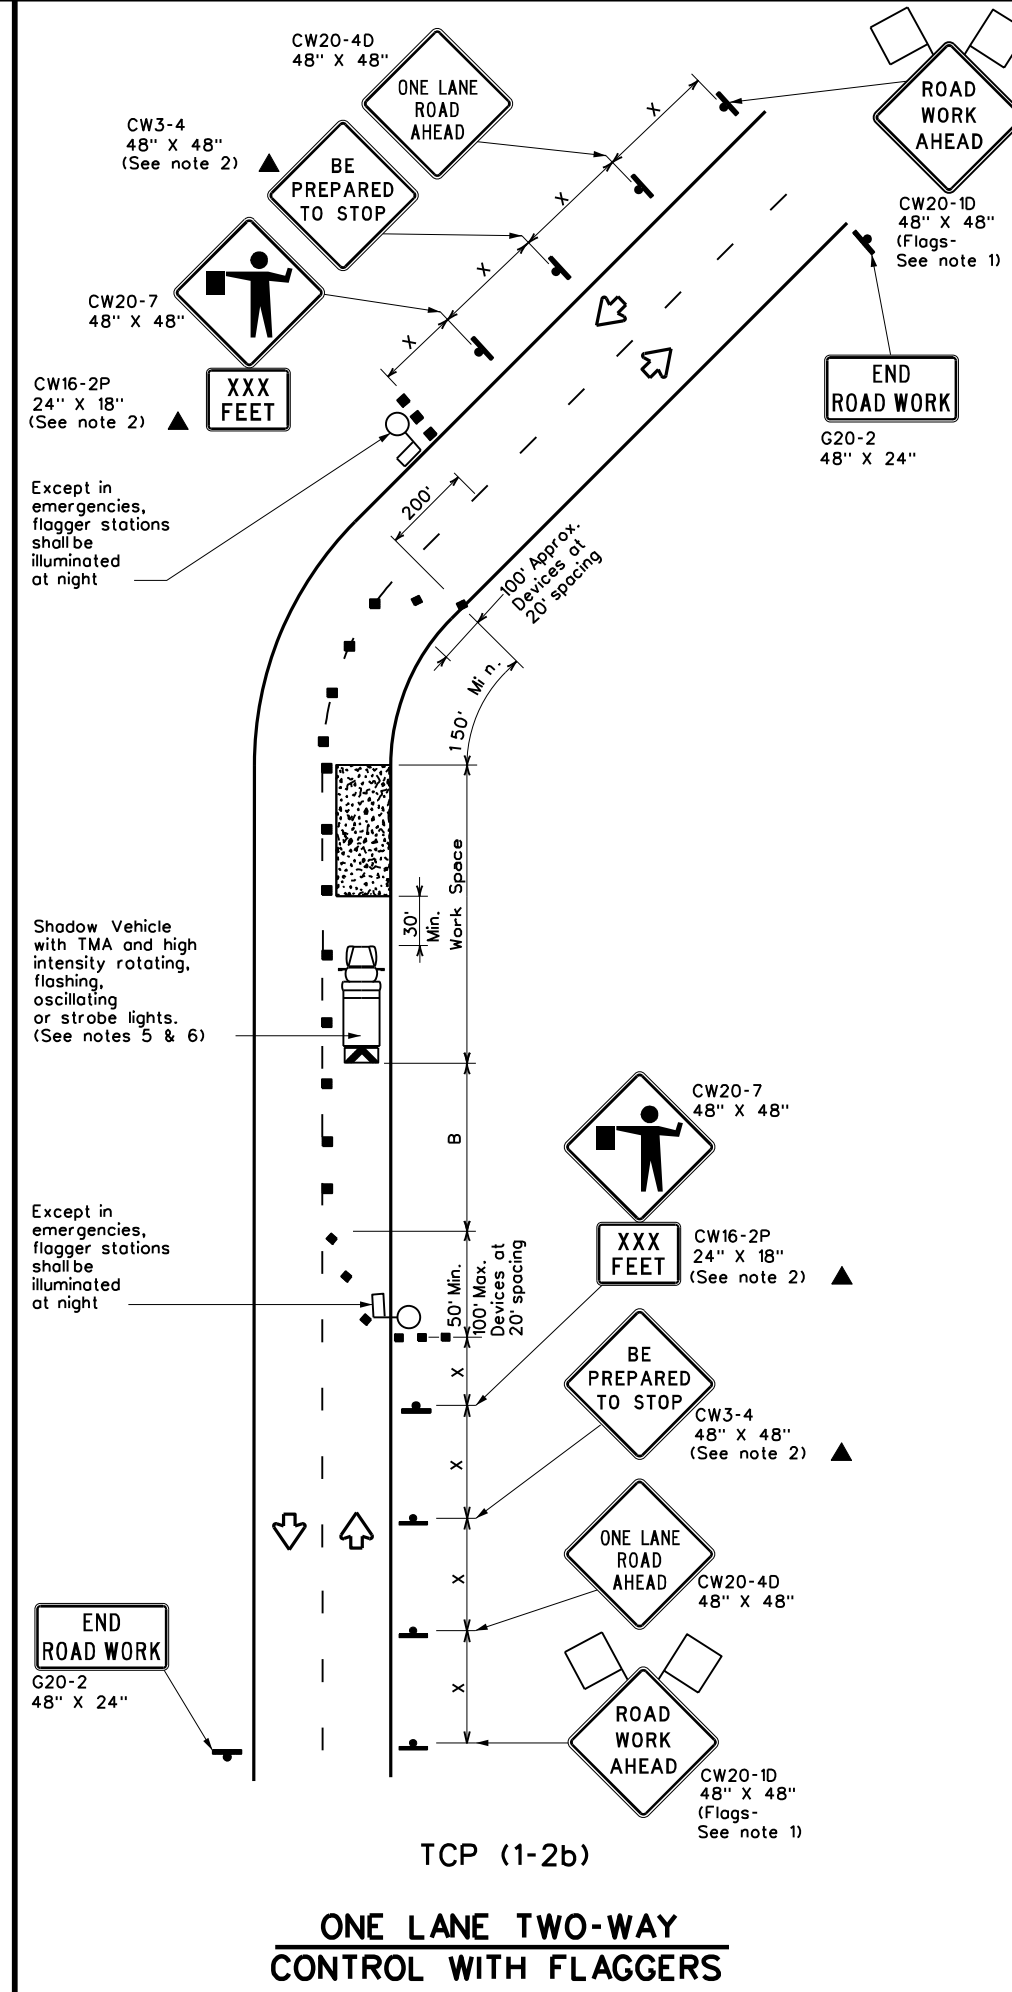 CW20-4D
48" X 48"
ONE LANE
ROAD
AHEAD
X
ROAD
WORK
AHEAD
CW20-1D
48" X 48"
(Flags-
See note 1)
CW3-4
48" X 48"
(See note 2)
BE
PREPARED
TO STOP
X
X
X
CW20-7
48" X 48"
CW16-2P
24" X 18"
(See note 2)
XXX
FEET
END
ROAD WORK
G20-2
48" X 24"
Except in
emergencies,
flagger stations
shall be
illuminated
at night
200'
100' Approx.
Devices at
20' spacing
150' Min.
Work Space
30'
Min.
Shadow Vehicle
with TMA and high
intensity rotating,
flashing,
oscillating
or strobe lights.
(See notes 5 & 6)
B
CW20-7
48" X 48"
XXX
FEET
CW16-2P
24" X 18"
(See note 2)
Except in
emergencies,
flagger stations
shall be
illuminated
at night
50' Min.
100' Max.
Devices at
20' spacing
X
BE
PREPARED
TO STOP
CW3-4
48" X 48"
(See note 2)
X
ONE LANE
ROAD
AHEAD
CW20-4D
48" X 48"
X
X
END
ROAD WORK
G20-2
48" X 24"
ROAD
WORK
AHEAD
CW20-1D
48" X 48"
(Flags-
See note 1)
TCP (1-2b)
ONE LANE TWO-WAY
CONTROL WITH FLAGGERS